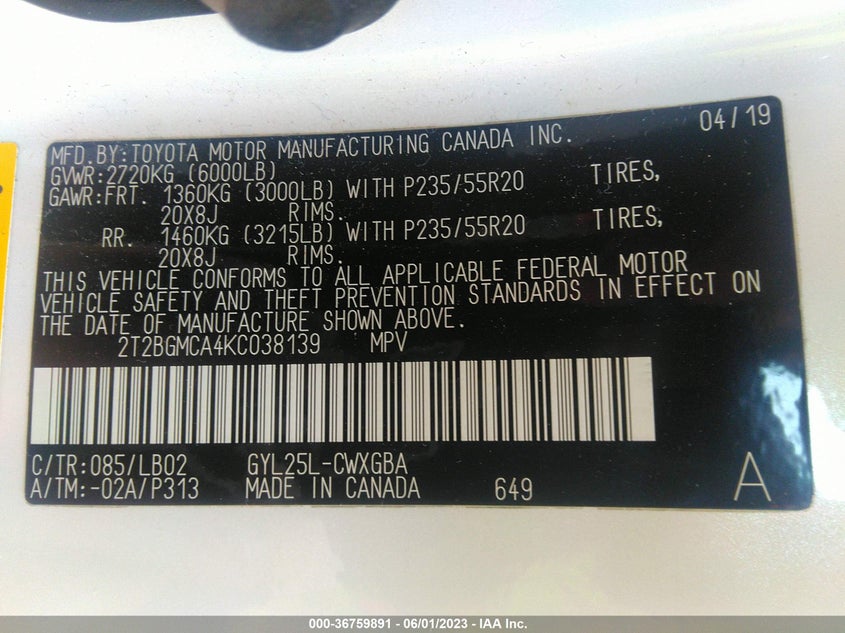 MFD.BY:TOYOTA MOTOR MANUFACTURING CANADA INC. 04/19
GVWR:2720KG (6000LB)
GAWR:FRT. 1360KG (3000LB) WITH P235/55R20 TIRES,
20X8J RIMS.
RR. 1460KG (3215LB) WITH P235/55R20 TIRES,
20X8J RIMS.
THIS VEHICLE CONFORMS TO ALL APPLICABLE FEDERAL MOTOR
VEHICLE SAFETY AND THEFT PREVENTION STANDARDS IN EFFECT ON
THE DATE OF MANUFACTURE SHOWN ABOVE.
2T2BGMCA4KC038139 MPV
C/TR:085/LB02 GYL25L-CWXGBA
A/TM:-02A/P313 MADE IN CANADA 649 A
000-36759891 - 06/01/2023 - IAA Inc.